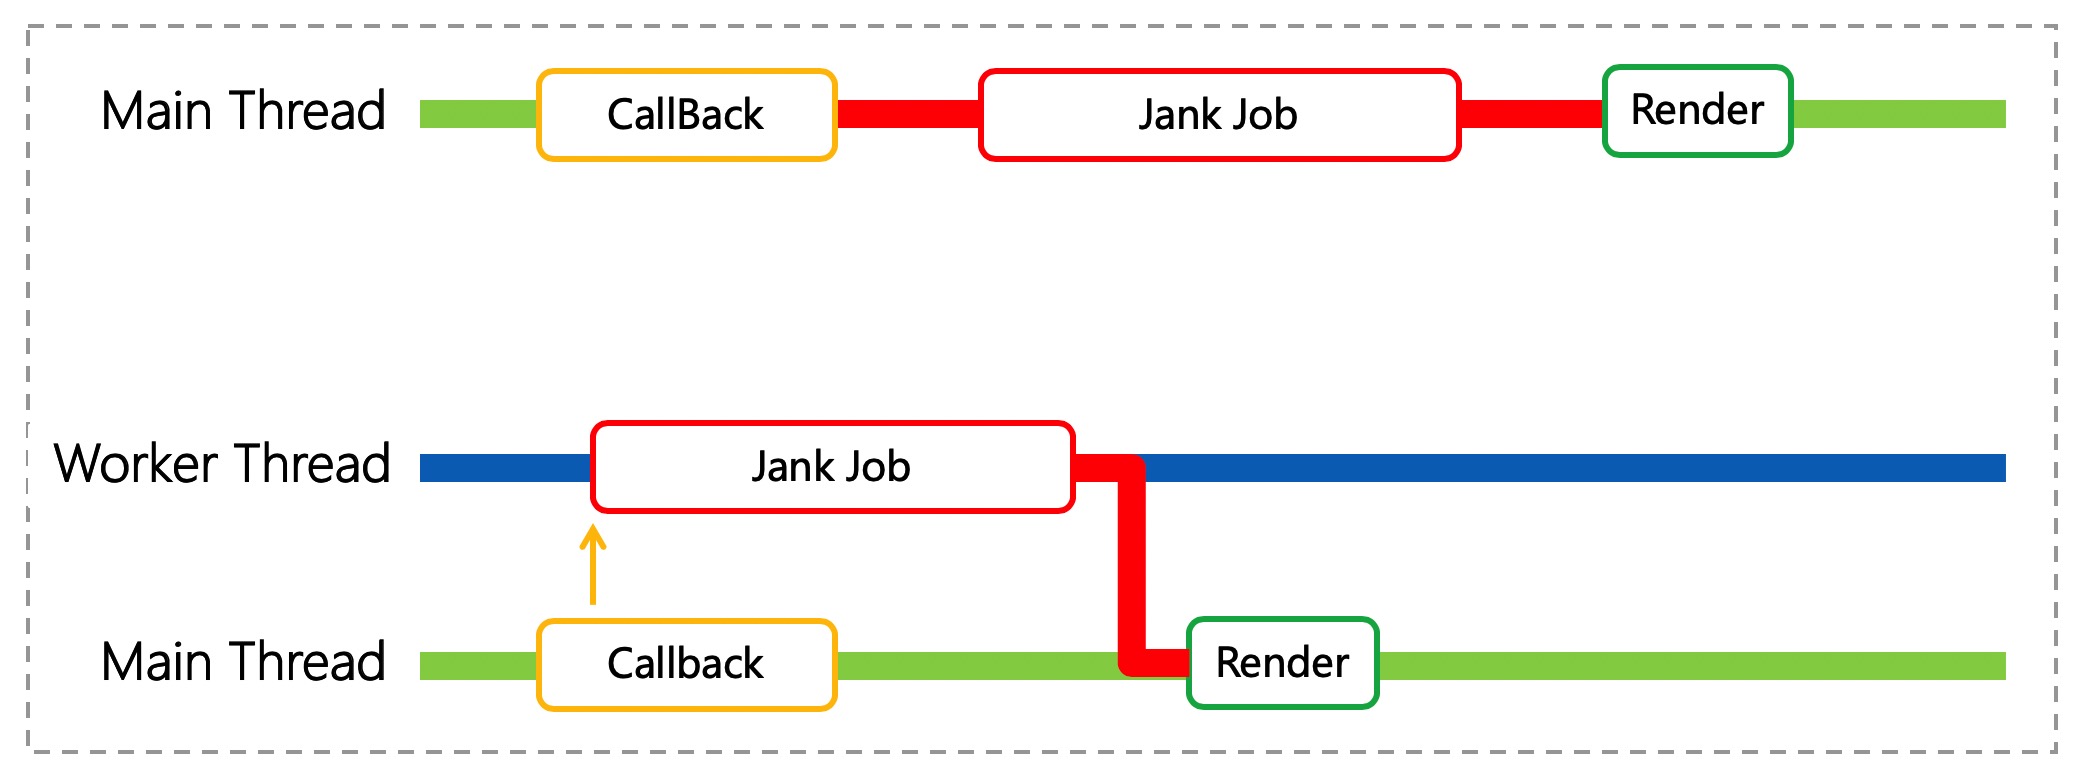 Main Thread
CallBack
Jank Job
Render
Worker Thread
Jank Job
Main Thread
Callback
Render